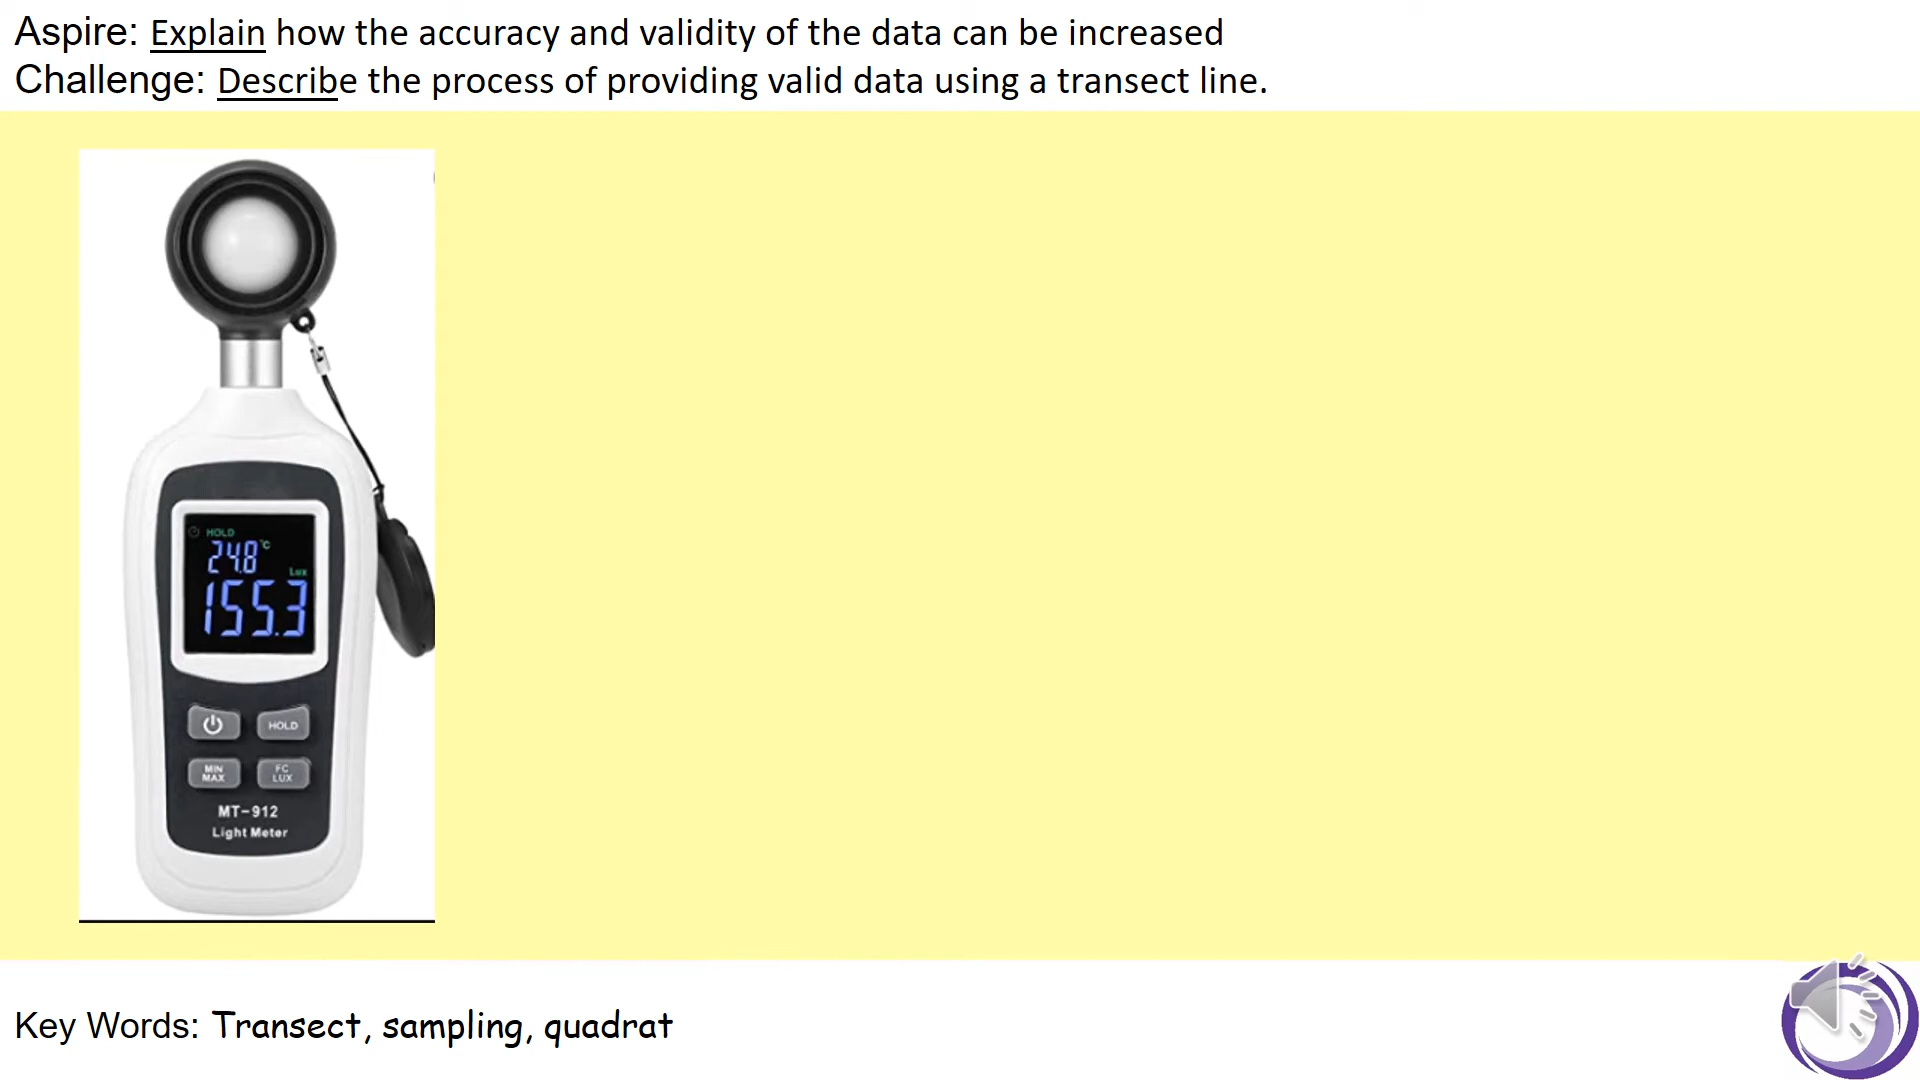 Aspire: Explain how the accuracy and validity of the data can be increased
Challenge: Describe the process of providing valid data using a transect line.
HOLD
24.8 °C
Lux
155.3
HOLD
MIN MAX
FC LUX
MT-912
Light Meter
Key Words: Transect, sampling, quadrat